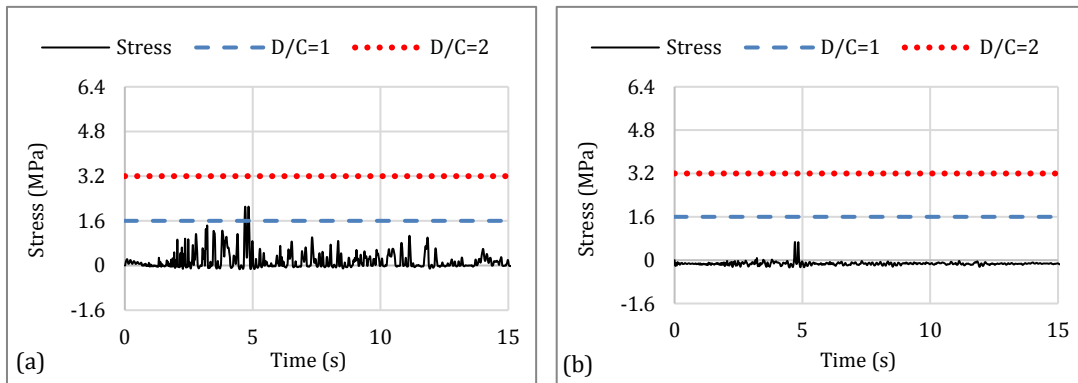 Stress D/C=1 D/C=2
6.4
4.8
3.2
1.6
0
-1.6
Stress (MPa)
0 5 10 15
Time (s)
(a)
Stress D/C=1 D/C=2
6.4
4.8
3.2
1.6
0
-1.6
Stress (MPa)
0 5 10 15
Time (s)
(b)